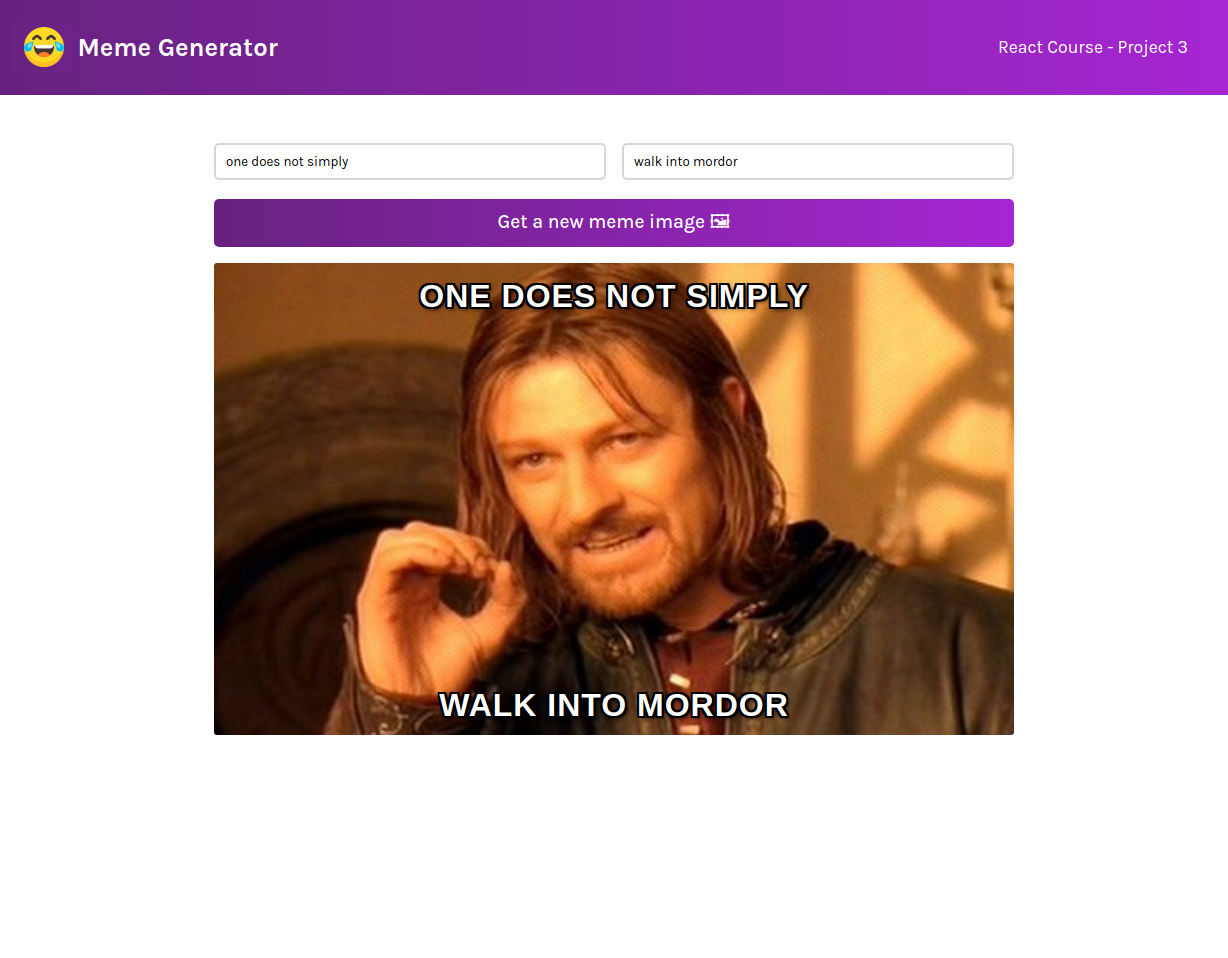 Meme Generator
React Course - Project 3
one does not simply
walk into mordor
Get a new meme image 🖼
ONE DOES NOT SIMPLY
WALK INTO MORDOR